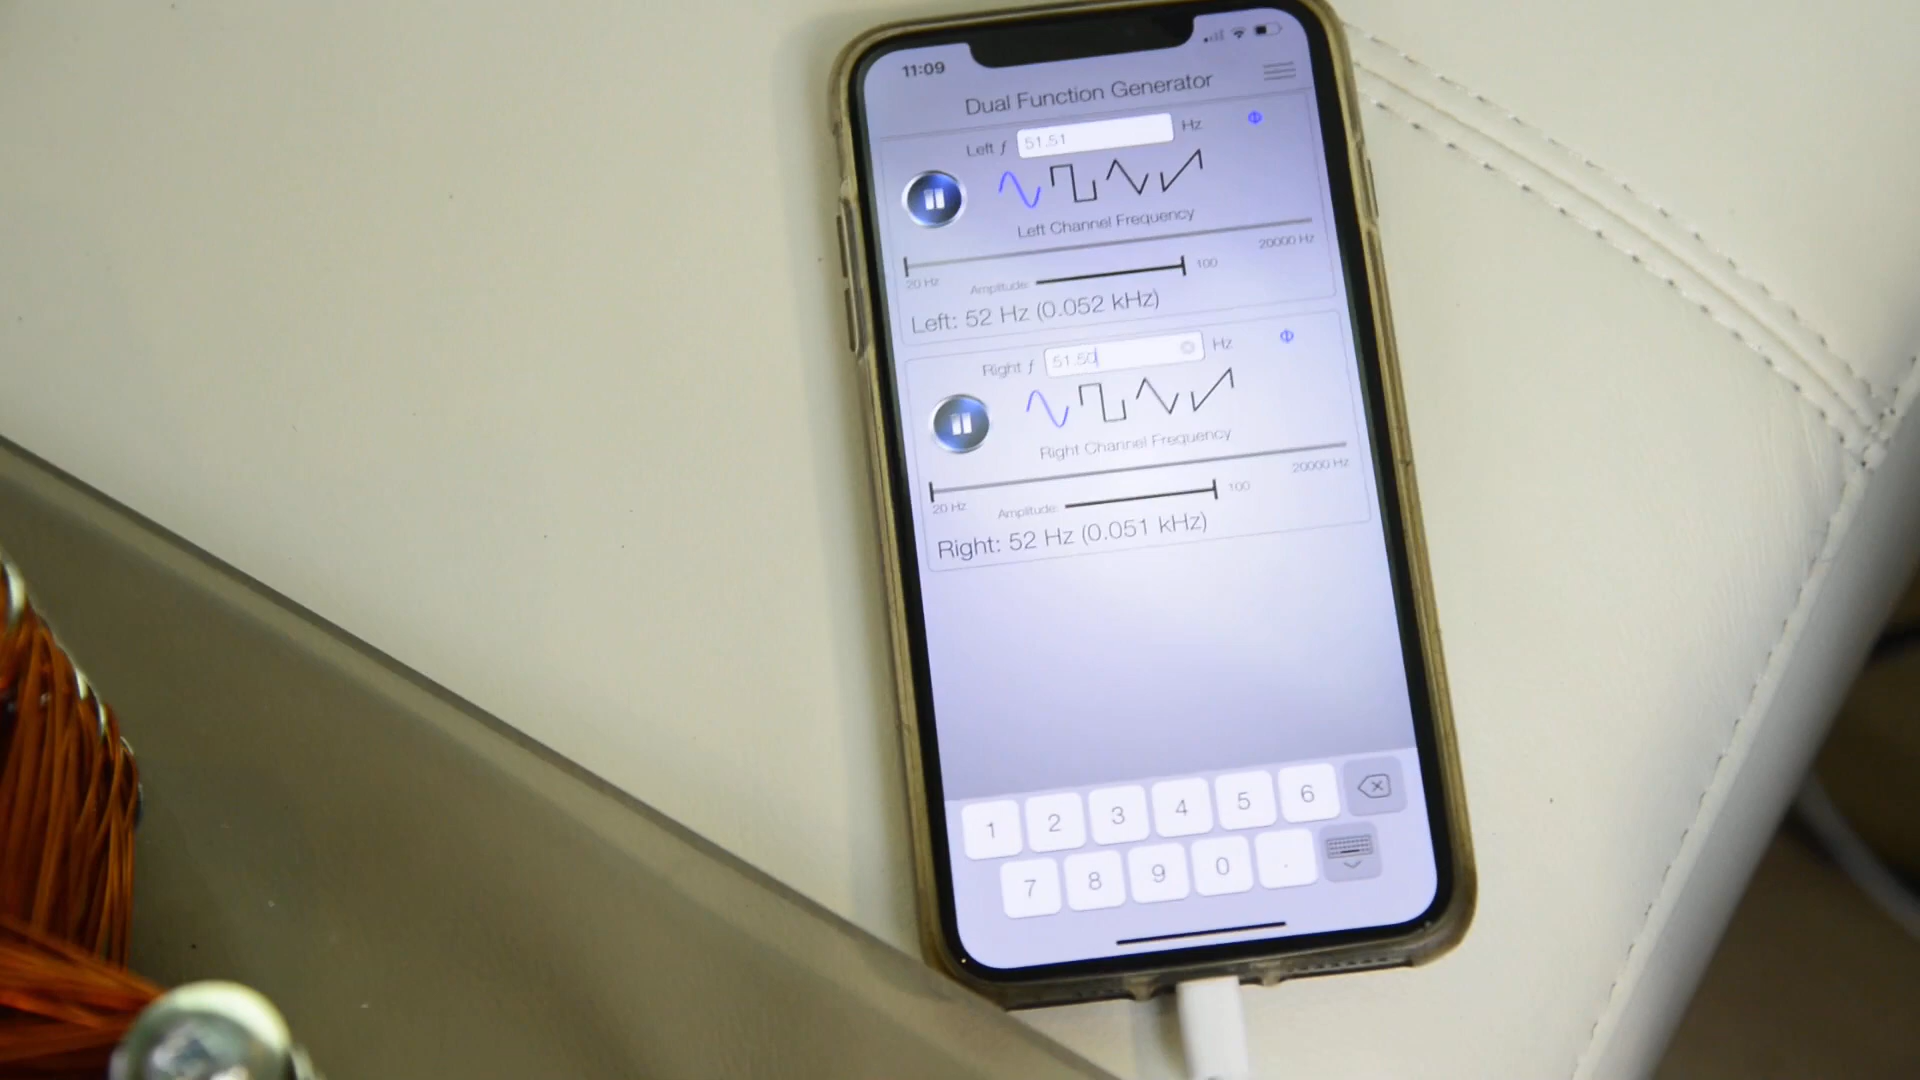 11:09
Dual Function Generator
Left ƒ 51.51 Hz Φ
Left Channel Frequency
20 Hz 20000 Hz
Amplitude: 100
Left: 52 Hz (0.052 kHz)
Right ƒ 51.50 Hz Φ
Right Channel Frequency
20 Hz 20000 Hz
Amplitude: 100
Right: 52 Hz (0.051 kHz)
1 2 3 4 5 6
7 8 9 0 .